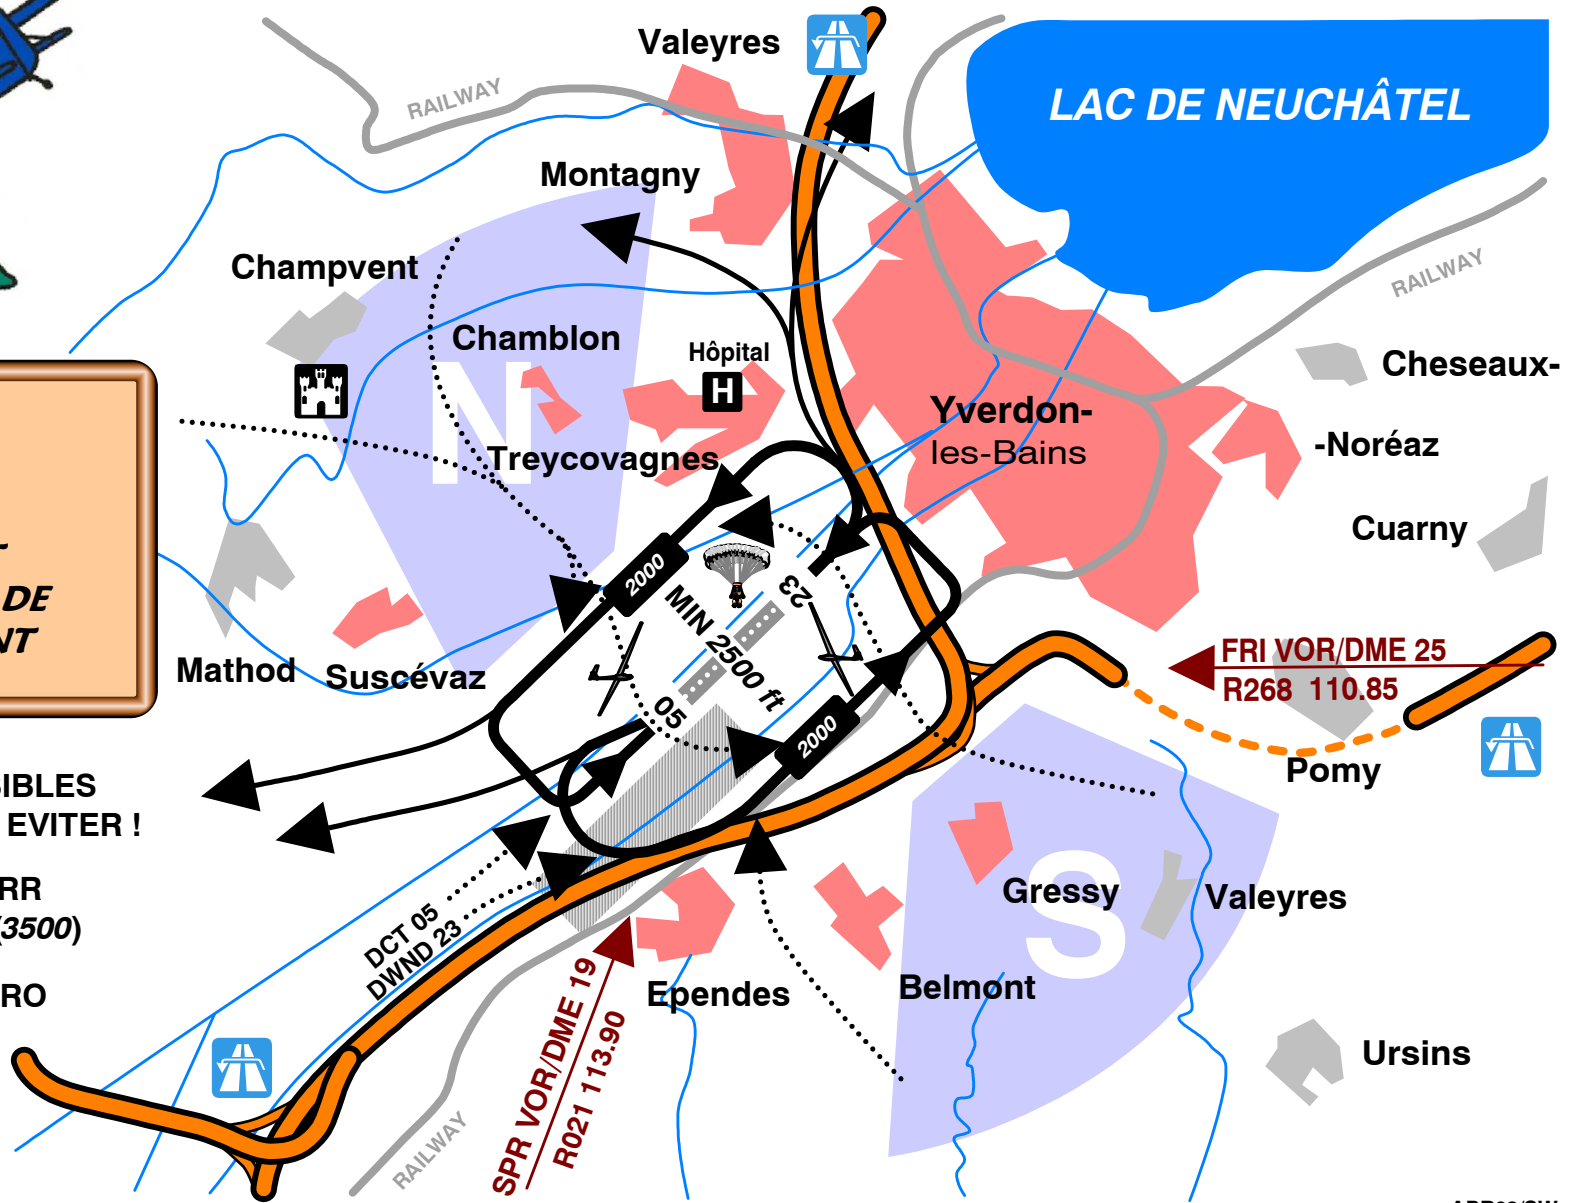 Valeyres
RAILWAY
LAC DE NEUCHÂTEL
Montagny
Champvent
RAILWAY
Chamblon
Hôpital
H
Cheseaux-
N
Yverdon-
les-Bains
-Noréaz
Treycovagnes
Cuarny
2000
23
MIN 2500 ft
DE
NT
Mathod
Suscévaz
FRI VOR/DME 25
R268 110.85
05
2000
Pomy
SIBLES
EVITER !
RR
(3500)
RO
Gressy
Valeyres
S
DCT 05
DWND 23
Ependes
Belmont
SPR VOR/DME 19
R021 113.90
Ursins
RAILWAY